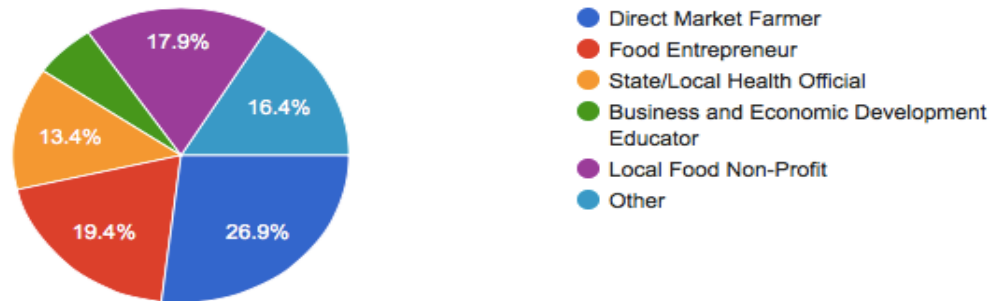 17.9%
16.4%
13.4%
19.4%
26.9%
Direct Market Farmer
Food Entrepreneur
State/Local Health Official
Business and Economic Development
Educator
Local Food Non-Profit
Other